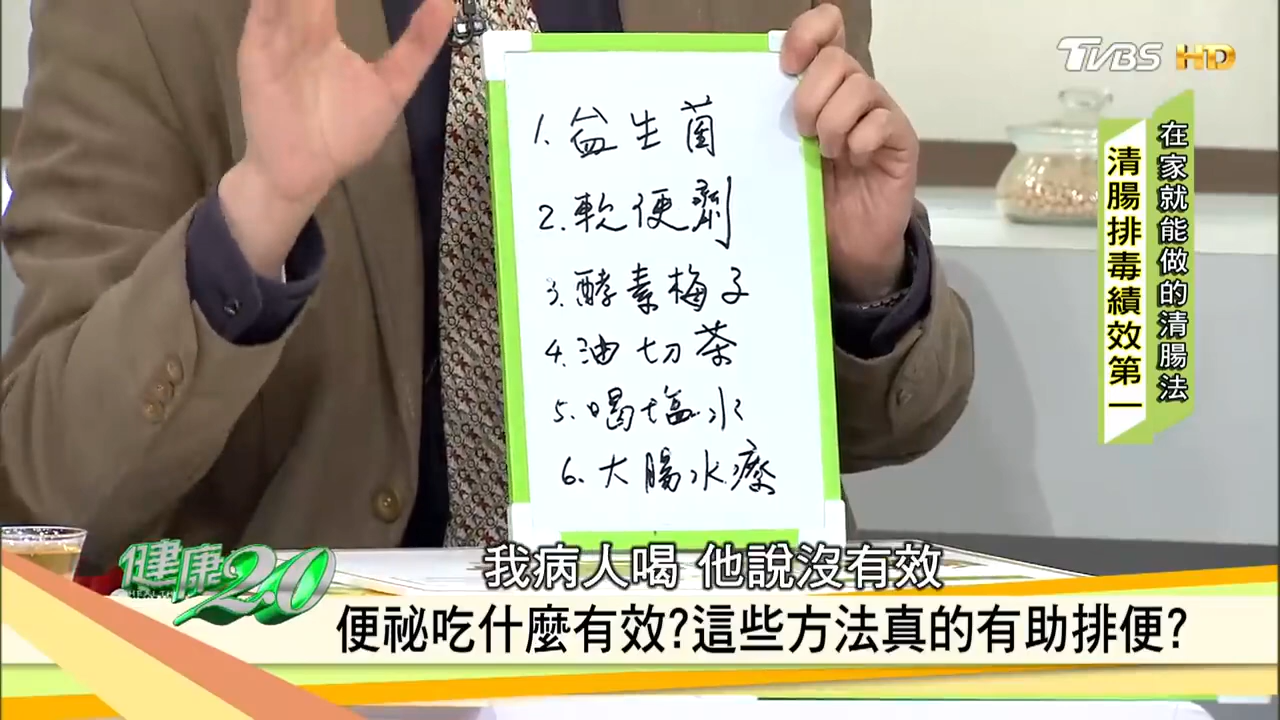 TVBS HD
在家就能做的清腸法
清腸排毒績效第一
1. 益生菌
2. 軟便劑
3. 酵素梅子
4. 油切茶
5. 喝塩水
6. 大腸水療
我病人喝 他說沒有效
健康2.0
HEALTH
便祕吃什麼有效?這些方法真的有助排便?